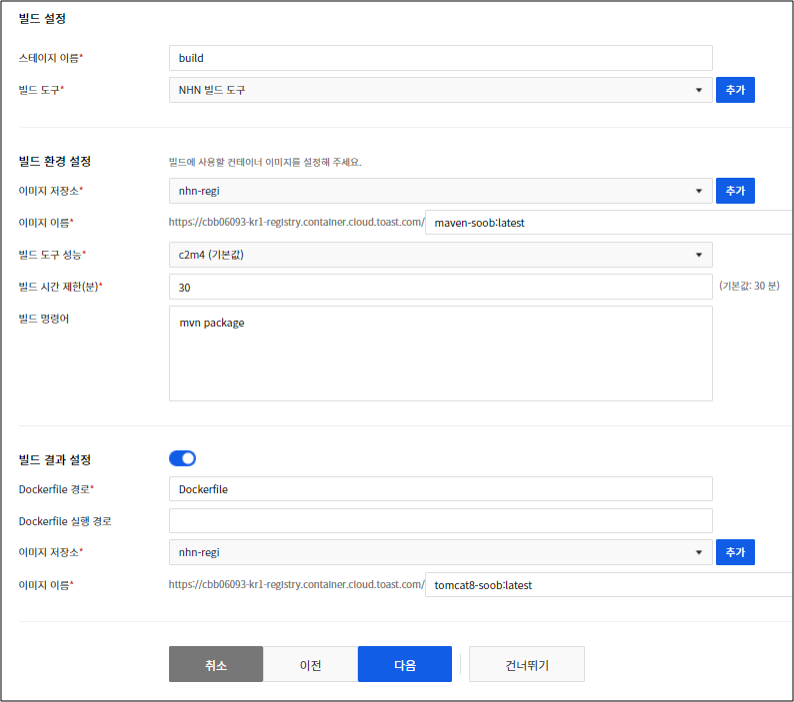 빌드 설정
스테이지 이름* build
빌드 도구* NHN 빌드 도구 추가
빌드 환경 설정 빌드에 사용할 컨테이너 이미지를 설정해 주세요.
이미지 저장소* nhn-regi 추가
이미지 이름* https://cbb06093-kr1-registry.container.cloud.toast.com/ maven-soob:latest
빌드 도구 성능* c2m4 (기본값)
빌드 시간 제한(분)* 30 (기본값: 30 분)
빌드 명령어 mvn package
빌드 결과 설정
Dockerfile 경로* Dockerfile
Dockerfile 실행 경로
이미지 저장소* nhn-regi 추가
이미지 이름* https://cbb06093-kr1-registry.container.cloud.toast.com/ tomcat8-soob:latest
취소 이전 다음 건너뛰기